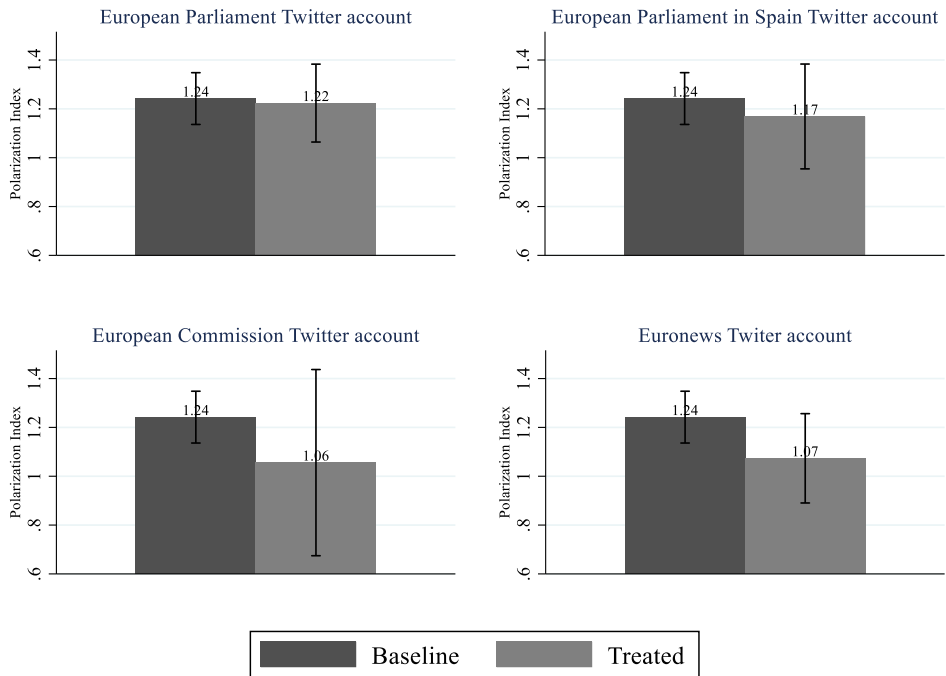 European Parliament Twitter account
Polarization Index
1.4
1.2
1
.8
.6
1.24
1.22
European Parliament in Spain Twitter account
Polarization Index
1.4
1.2
1
.8
.6
1.24
1.17
European Commission Twitter account
Polarization Index
1.4
1.2
1
.8
.6
1.24
1.06
Euronews Twiter account
Polarization Index
1.4
1.2
1
.8
.6
1.24
1.07
Baseline
Treated